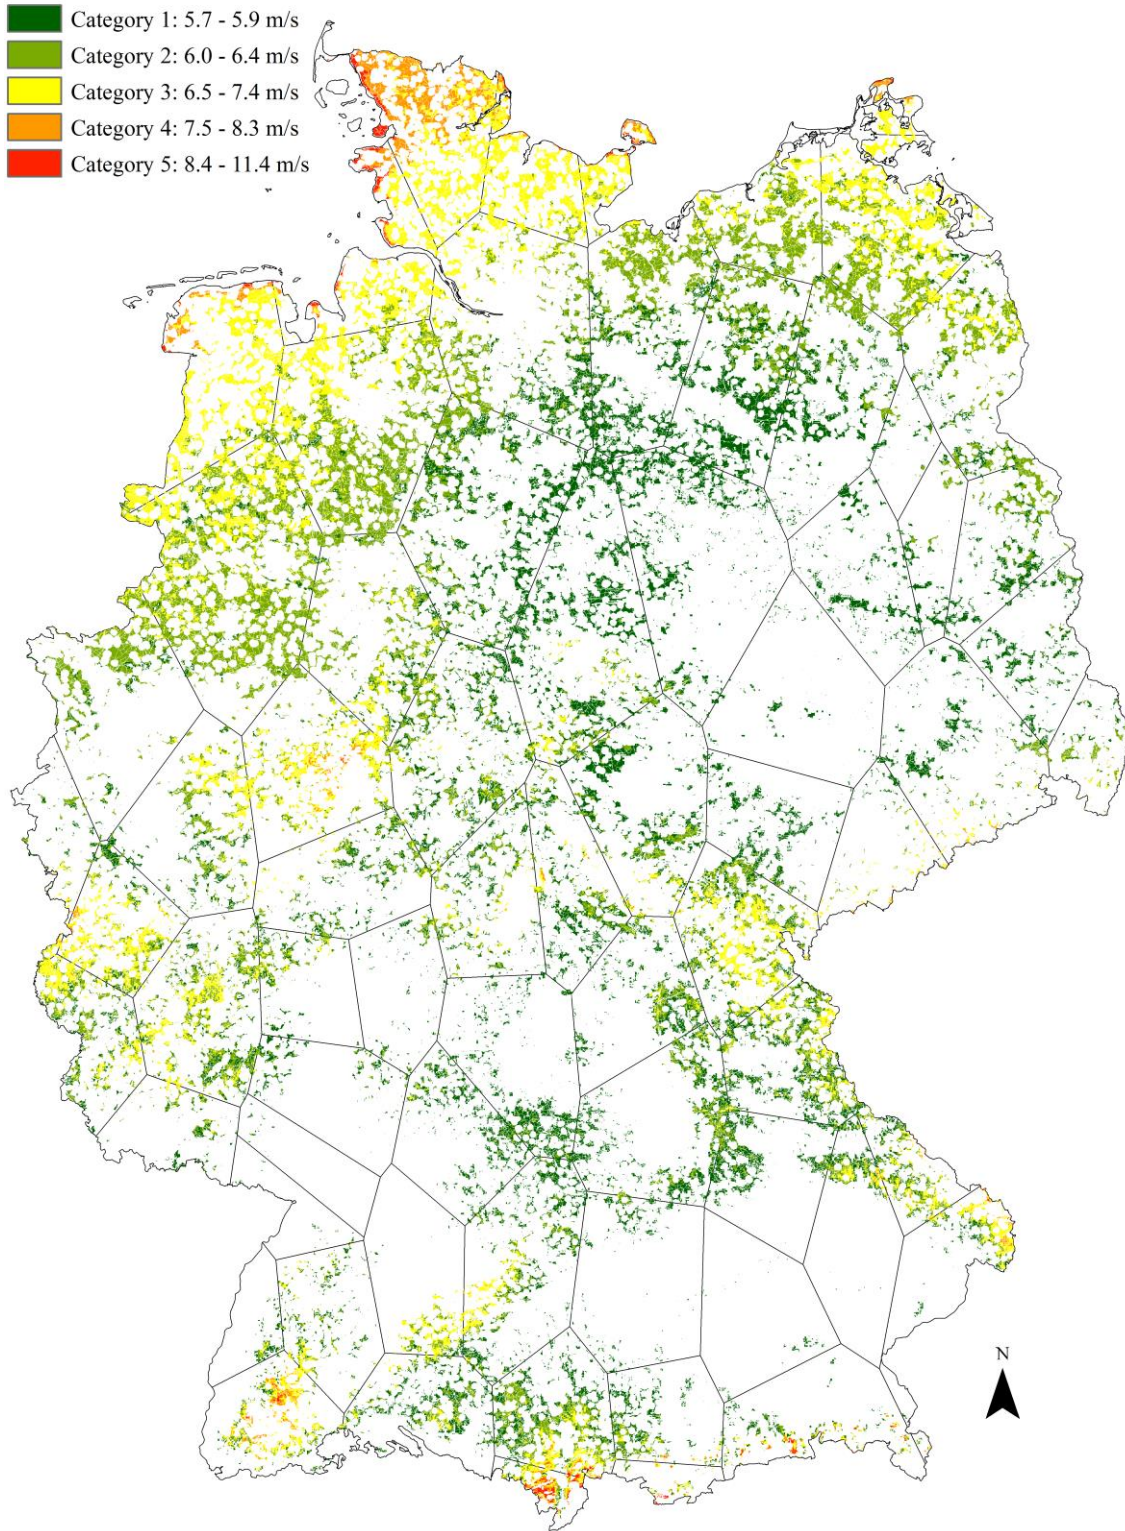 Category 1: 5.7 - 5.9 m/s
Category 2: 6.0 - 6.4 m/s
Category 3: 6.5 - 7.4 m/s
Category 4: 7.5 - 8.3 m/s
Category 5: 8.4 - 11.4 m/s
N